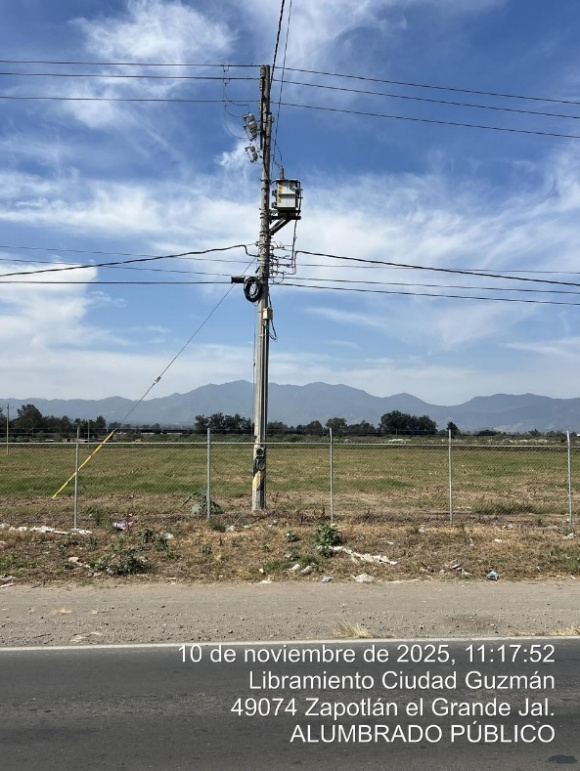 10 de noviembre de 2025, 11:17:52
Libramiento Ciudad Guzmán
49074 Zapotlán el Grande Jal.
ALUMBRADO PÚBLICO